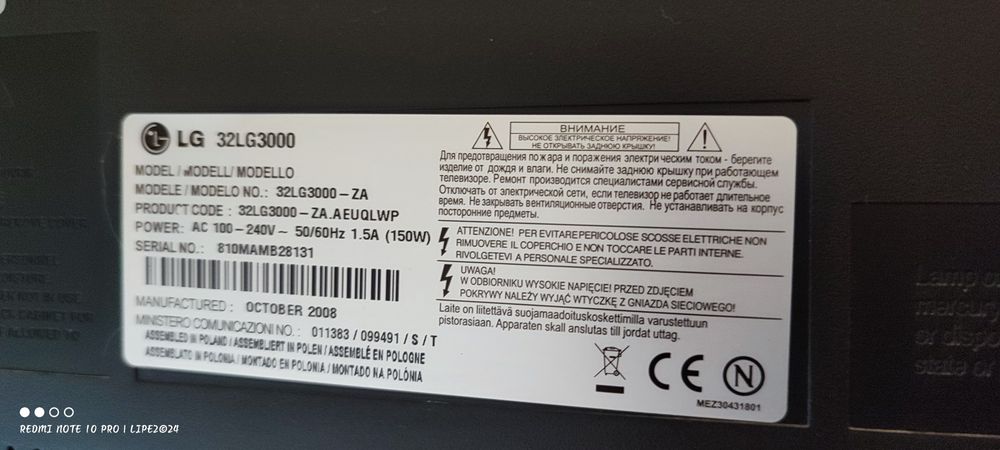 LG 32LG3000
MODEL / MODELL/ MODELLO
MODELE / MODELO NO.: 32LG3000-ZA
PRODUCT CODE : 32LG3000-ZA.AEUQLWP
POWER: AC 100-240V~ 50/60Hz 1.5A (150W)
SERIAL NO.: 810MAMB28131
MANUFACTURED: OCTOBER 2008
MINISTERO COMUNICAZIONI NO. : 011383 / 099491 / S / T
ASSEMBLED IN POLAND / ASSEMBLIERT IN POLEN / ASSEMBLÉ EN POLOGNE
ASSEMBLATO IN POLONIA / MONTADO EN POLONIA / MONTADO NA POLÓNIA
ВНИМАНИЕ
ВЫСОКОЕ ЭЛЕКТРИЧЕСКОЕ НАПРЯЖЕНИЕ!
НЕ ОТКРЫВАТЬ ЗАДНЮЮ КРЫШКУ!
Для предотвращения пожара и поражения электрическим током - берегите
изделие от дождя и влаги. Не снимайте заднюю крышку при работающем
телевизоре. Ремонт производится специалистами сервисной службы.
Отключать от электрической сети, если телевизор не работает длительное
время. Не закрывать вентиляционные отверстия. Не устанавливать на корпус
посторонние предметы.
ATTENZIONE! PER EVITARE PERICOLOSE SCOSSE ELETTRICHE NON
RIMUOVERE IL COPERCHIO E NON TOCCARE LE PARTI INTERNE.
RIVOLGETEVI A PERSONALE SPECIALIZZATO.
UWAGA!
W ODBIORNIKU WYSOKIE NAPIĘCIE! PRZED ZDJĘCIEM
POKRYWY NALEŻY WYJĄĆ WTYCZKĘ Z GNIAZDA SIECIOWEGO!
Laite on liitettävä suojamaadoituskoskettimilla varustettuun
pistorasiaan. Apparaten skall anslutas till jordat uttag.
CE N
MEZ30431801
Lamp
mercury
or dispo
state or
REDMI NOTE 10 PRO | LIPE2©24